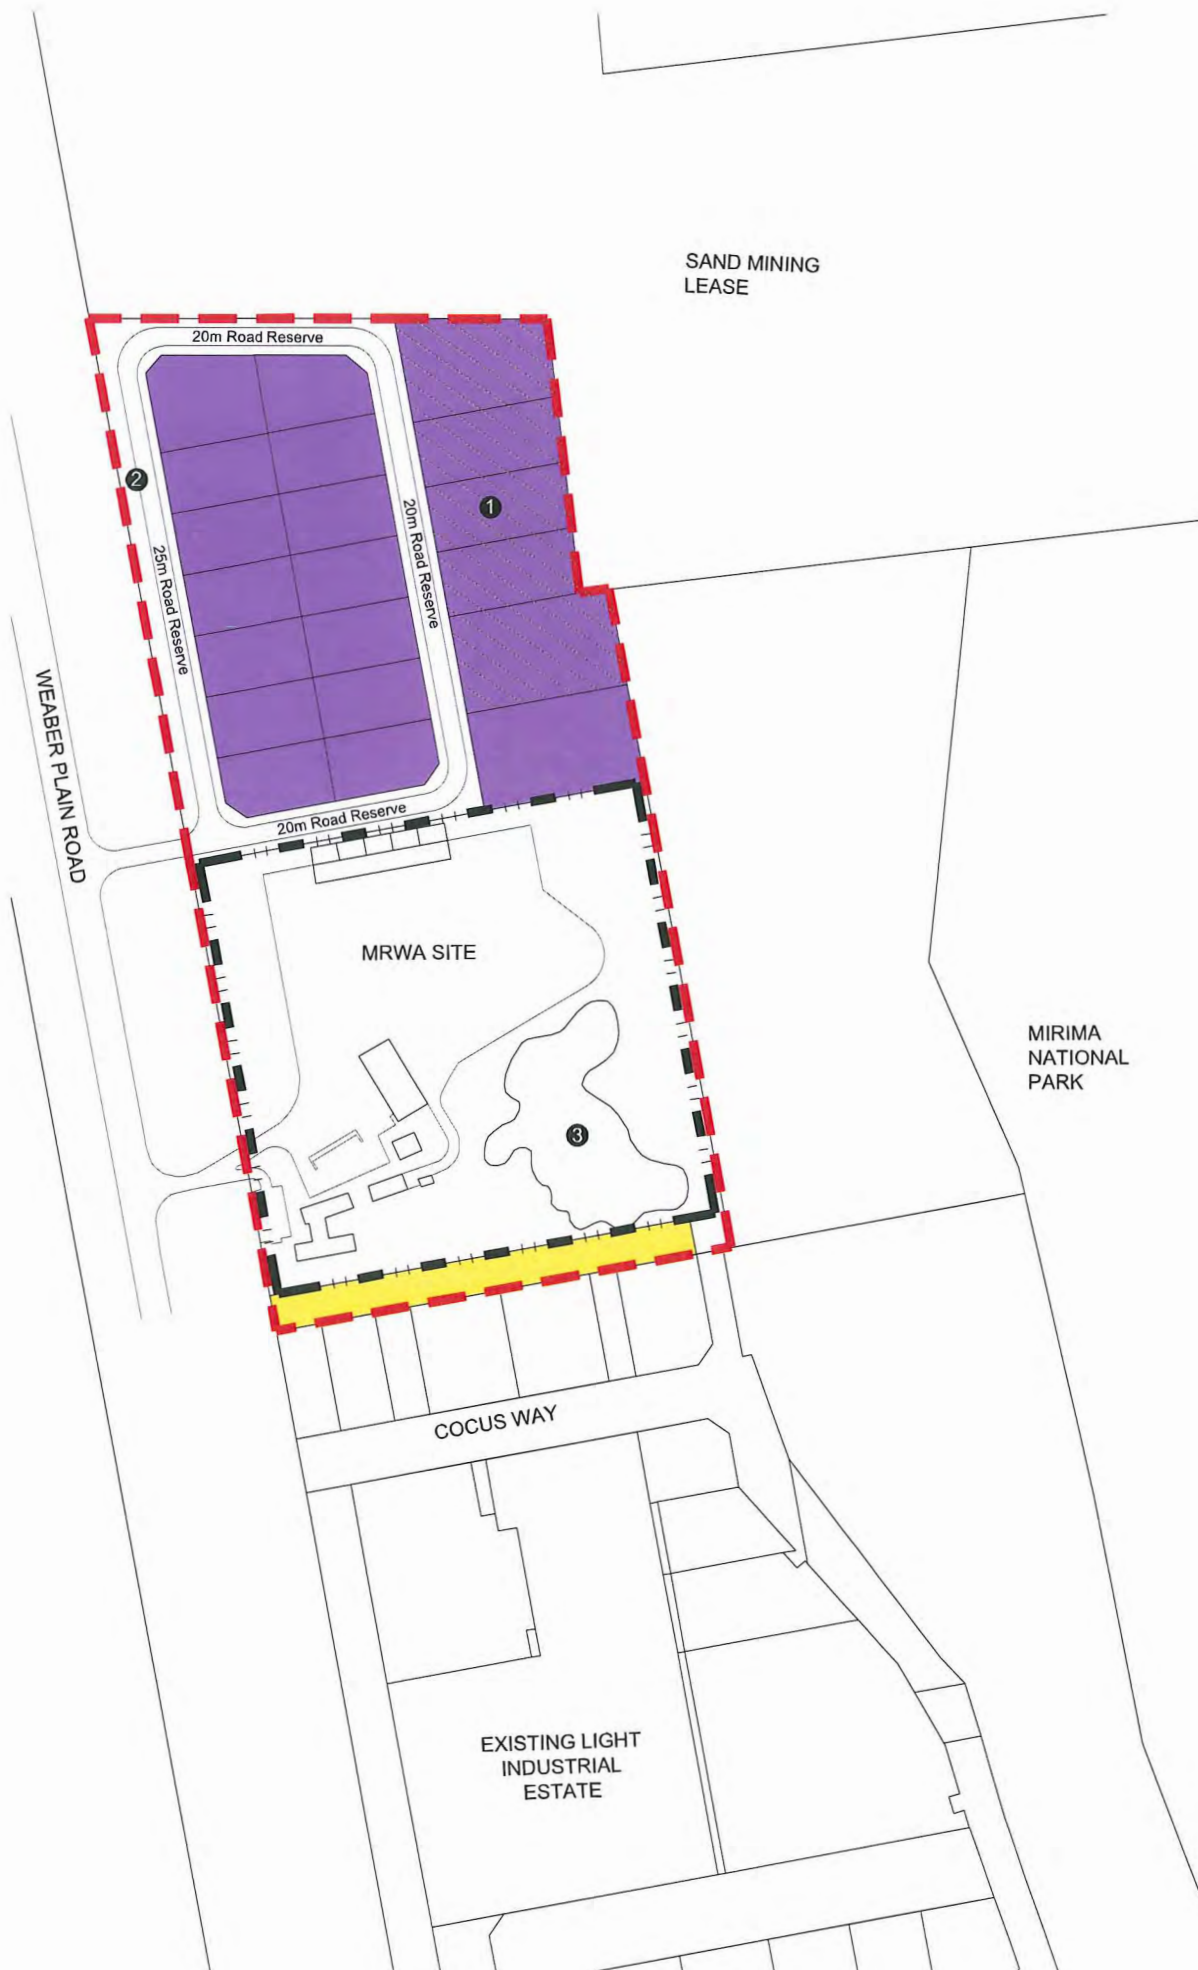 SAND MINING
LEASE
20m Road Reserve
2
1
20m Road Reserve
25m Road Reserve
WEABER PLAIN ROAD
20m Road Reserve
MRWA SITE
MIRIMA
NATIONAL
PARK
3
COCUS WAY
EXISTING LIGHT
INDUSTRIAL
ESTATE